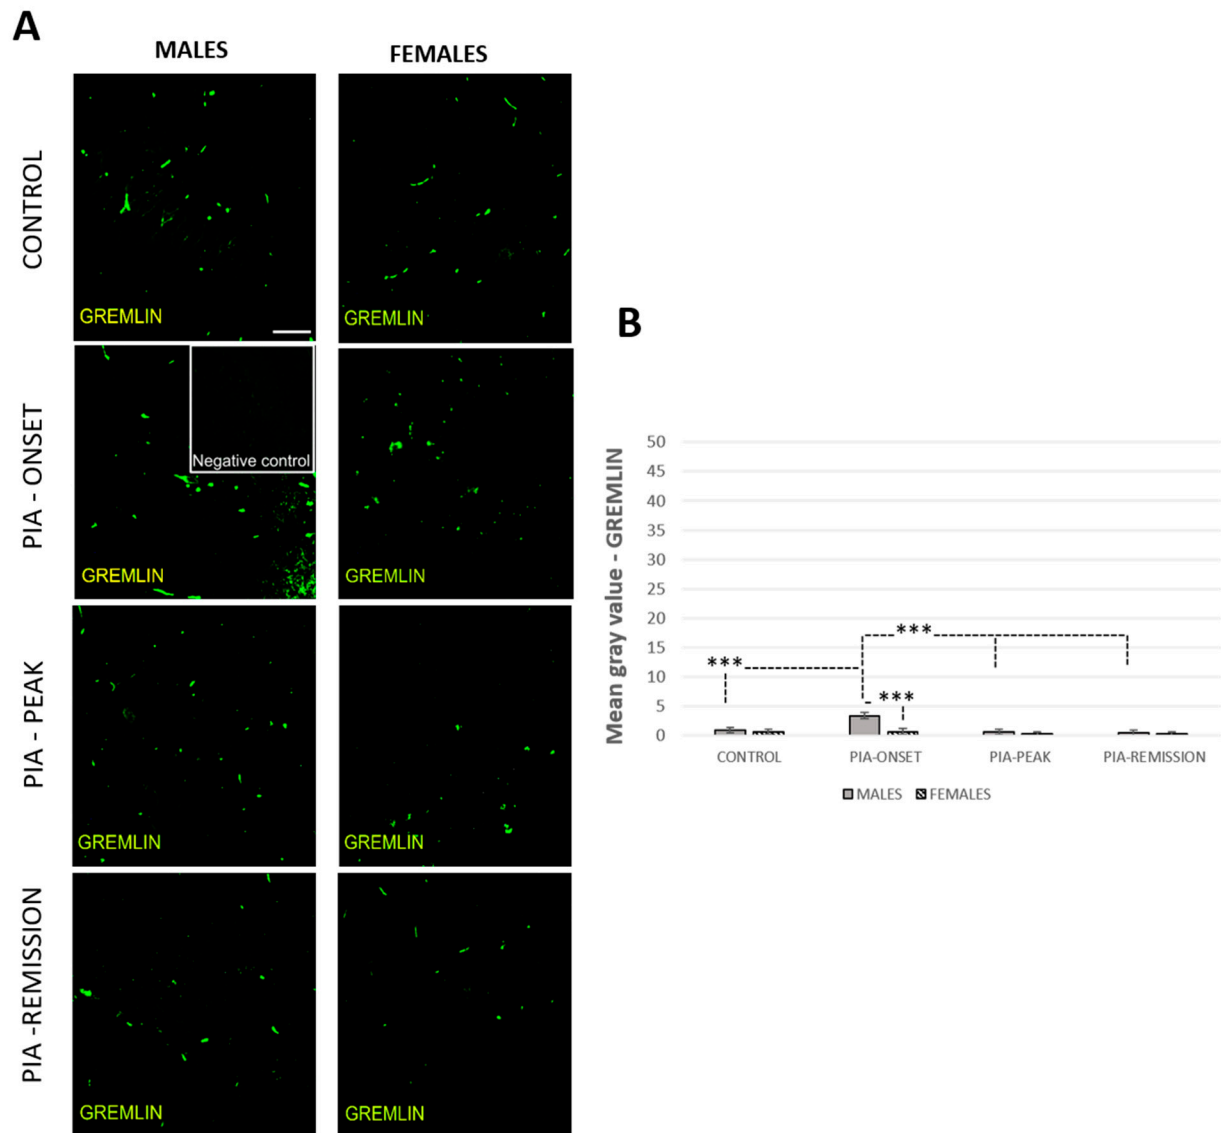 A
MALES
FEMALES
CONTROL
GREMLIN
GREMLIN
PIA - ONSET
Negative control
GREMLIN
GREMLIN
PIA - PEAK
GREMLIN
GREMLIN
PIA -REMISSION
GREMLIN
GREMLIN
B
Mean gray value - GREMLIN
50
45
40
35
30
25
20
15
10
5
0
***
***
***
CONTROL
PIA-ONSET
PIA-PEAK
PIA-REMISSION
MALES
FEMALES